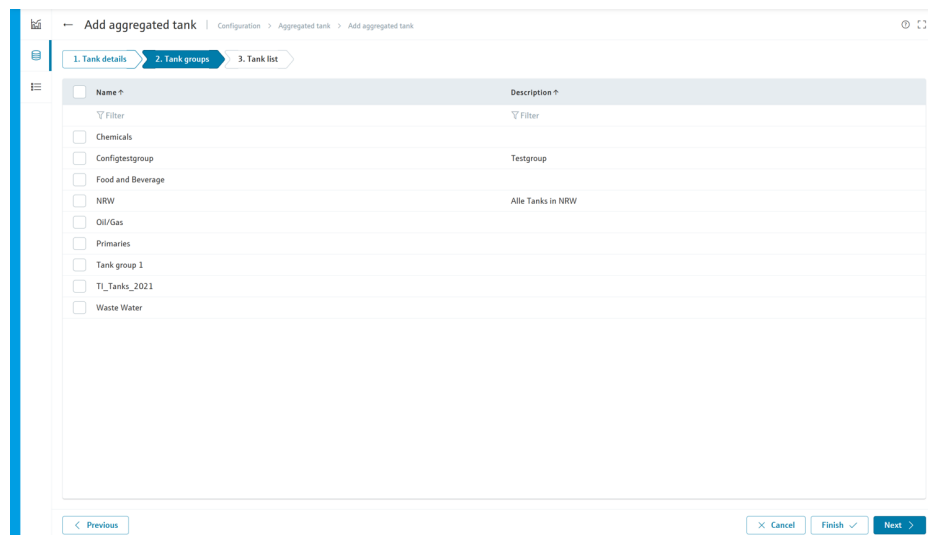 Add aggregated tank | Configuration > Aggregated tank > Add aggregated tank
1. Tank details 2. Tank groups 3. Tank list
Name ↑ Description ↑
Filter Filter
Chemicals
Configtestgroup Testgroup
Food and Beverage
NRW Alle Tanks in NRW
Oil/Gas
Primaries
Tank group 1
TI_Tanks_2021
Waste Water
< Previous × Cancel Finish ✓ Next >